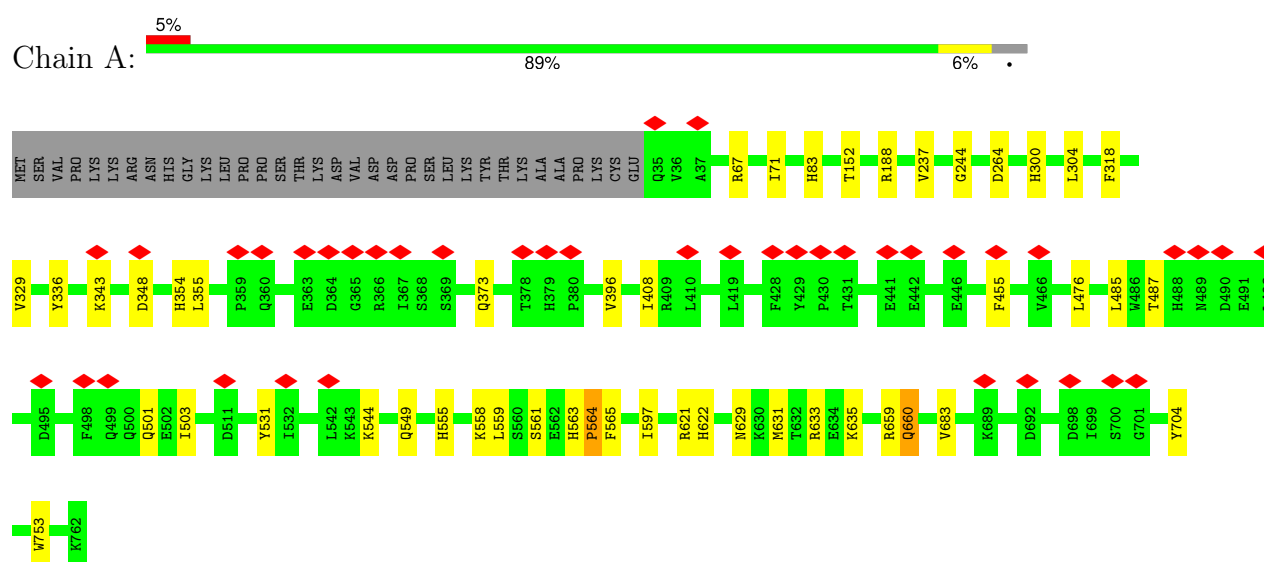 5%
Chain A:
89% 6% •
MET SER VAL PRO LYS LYS ARG ASN HIS GLY LYS LEU PRO PRO SER THR LYS ASP VAL ASP ASP PRO SER LEU LYS TYR THR LYS ALA ALA PRO LYS CYS GLU Q35 V36 A37 R67 I71 H83 T152 R188 V237 G244 D264 H300 L304 F318
V329 Y336 K343 D348 H354 L355 P359 Q360 E363 D364 G365 R366 I367 S368 S369 Q373 T378 H379 P380 V396 I408 R409 L410 L419 F428 Y429 P430 T431 E441 E442 E446 F455 V466 L476 L485 W486 T487 H488 N489 D490 E491
D495 F498 Q499 Q500 Q501 E502 I503 D511 Y531 I532 L542 K543 K544 Q549 H555 K558 L559 S560 S561 E562 H563 P564 F565 I597 R621 H622 N629 K630 M631 T632 R633 E634 K635 R659 Q660 V683 K689 D692 D698 I699 S700 G701 Y704
W753 K762